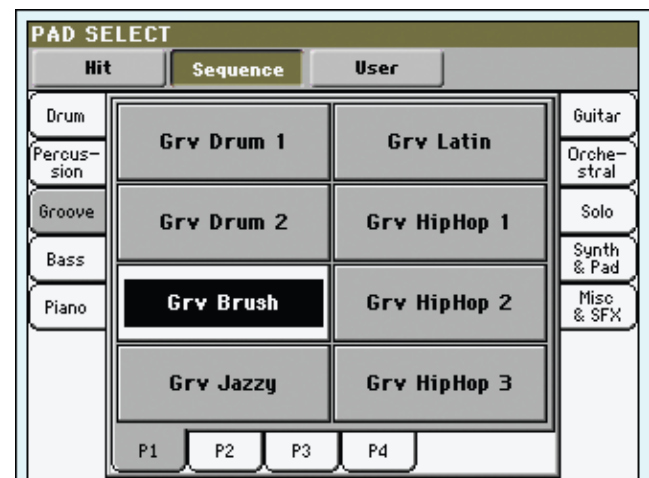 PAD SELECT
Hit
Sequence
User
Drum
Percus-
sion
Groove
Bass
Piano
Grv Drum 1
Grv Latin
Grv Drum 2
Grv HipHop 1
Grv Brush
Grv HipHop 2
Grv Jazzy
Grv HipHop 3
Guitar
Orche-
stral
Solo
Synth
& Pad
Misc
& SFX
P1
P2
P3
P4